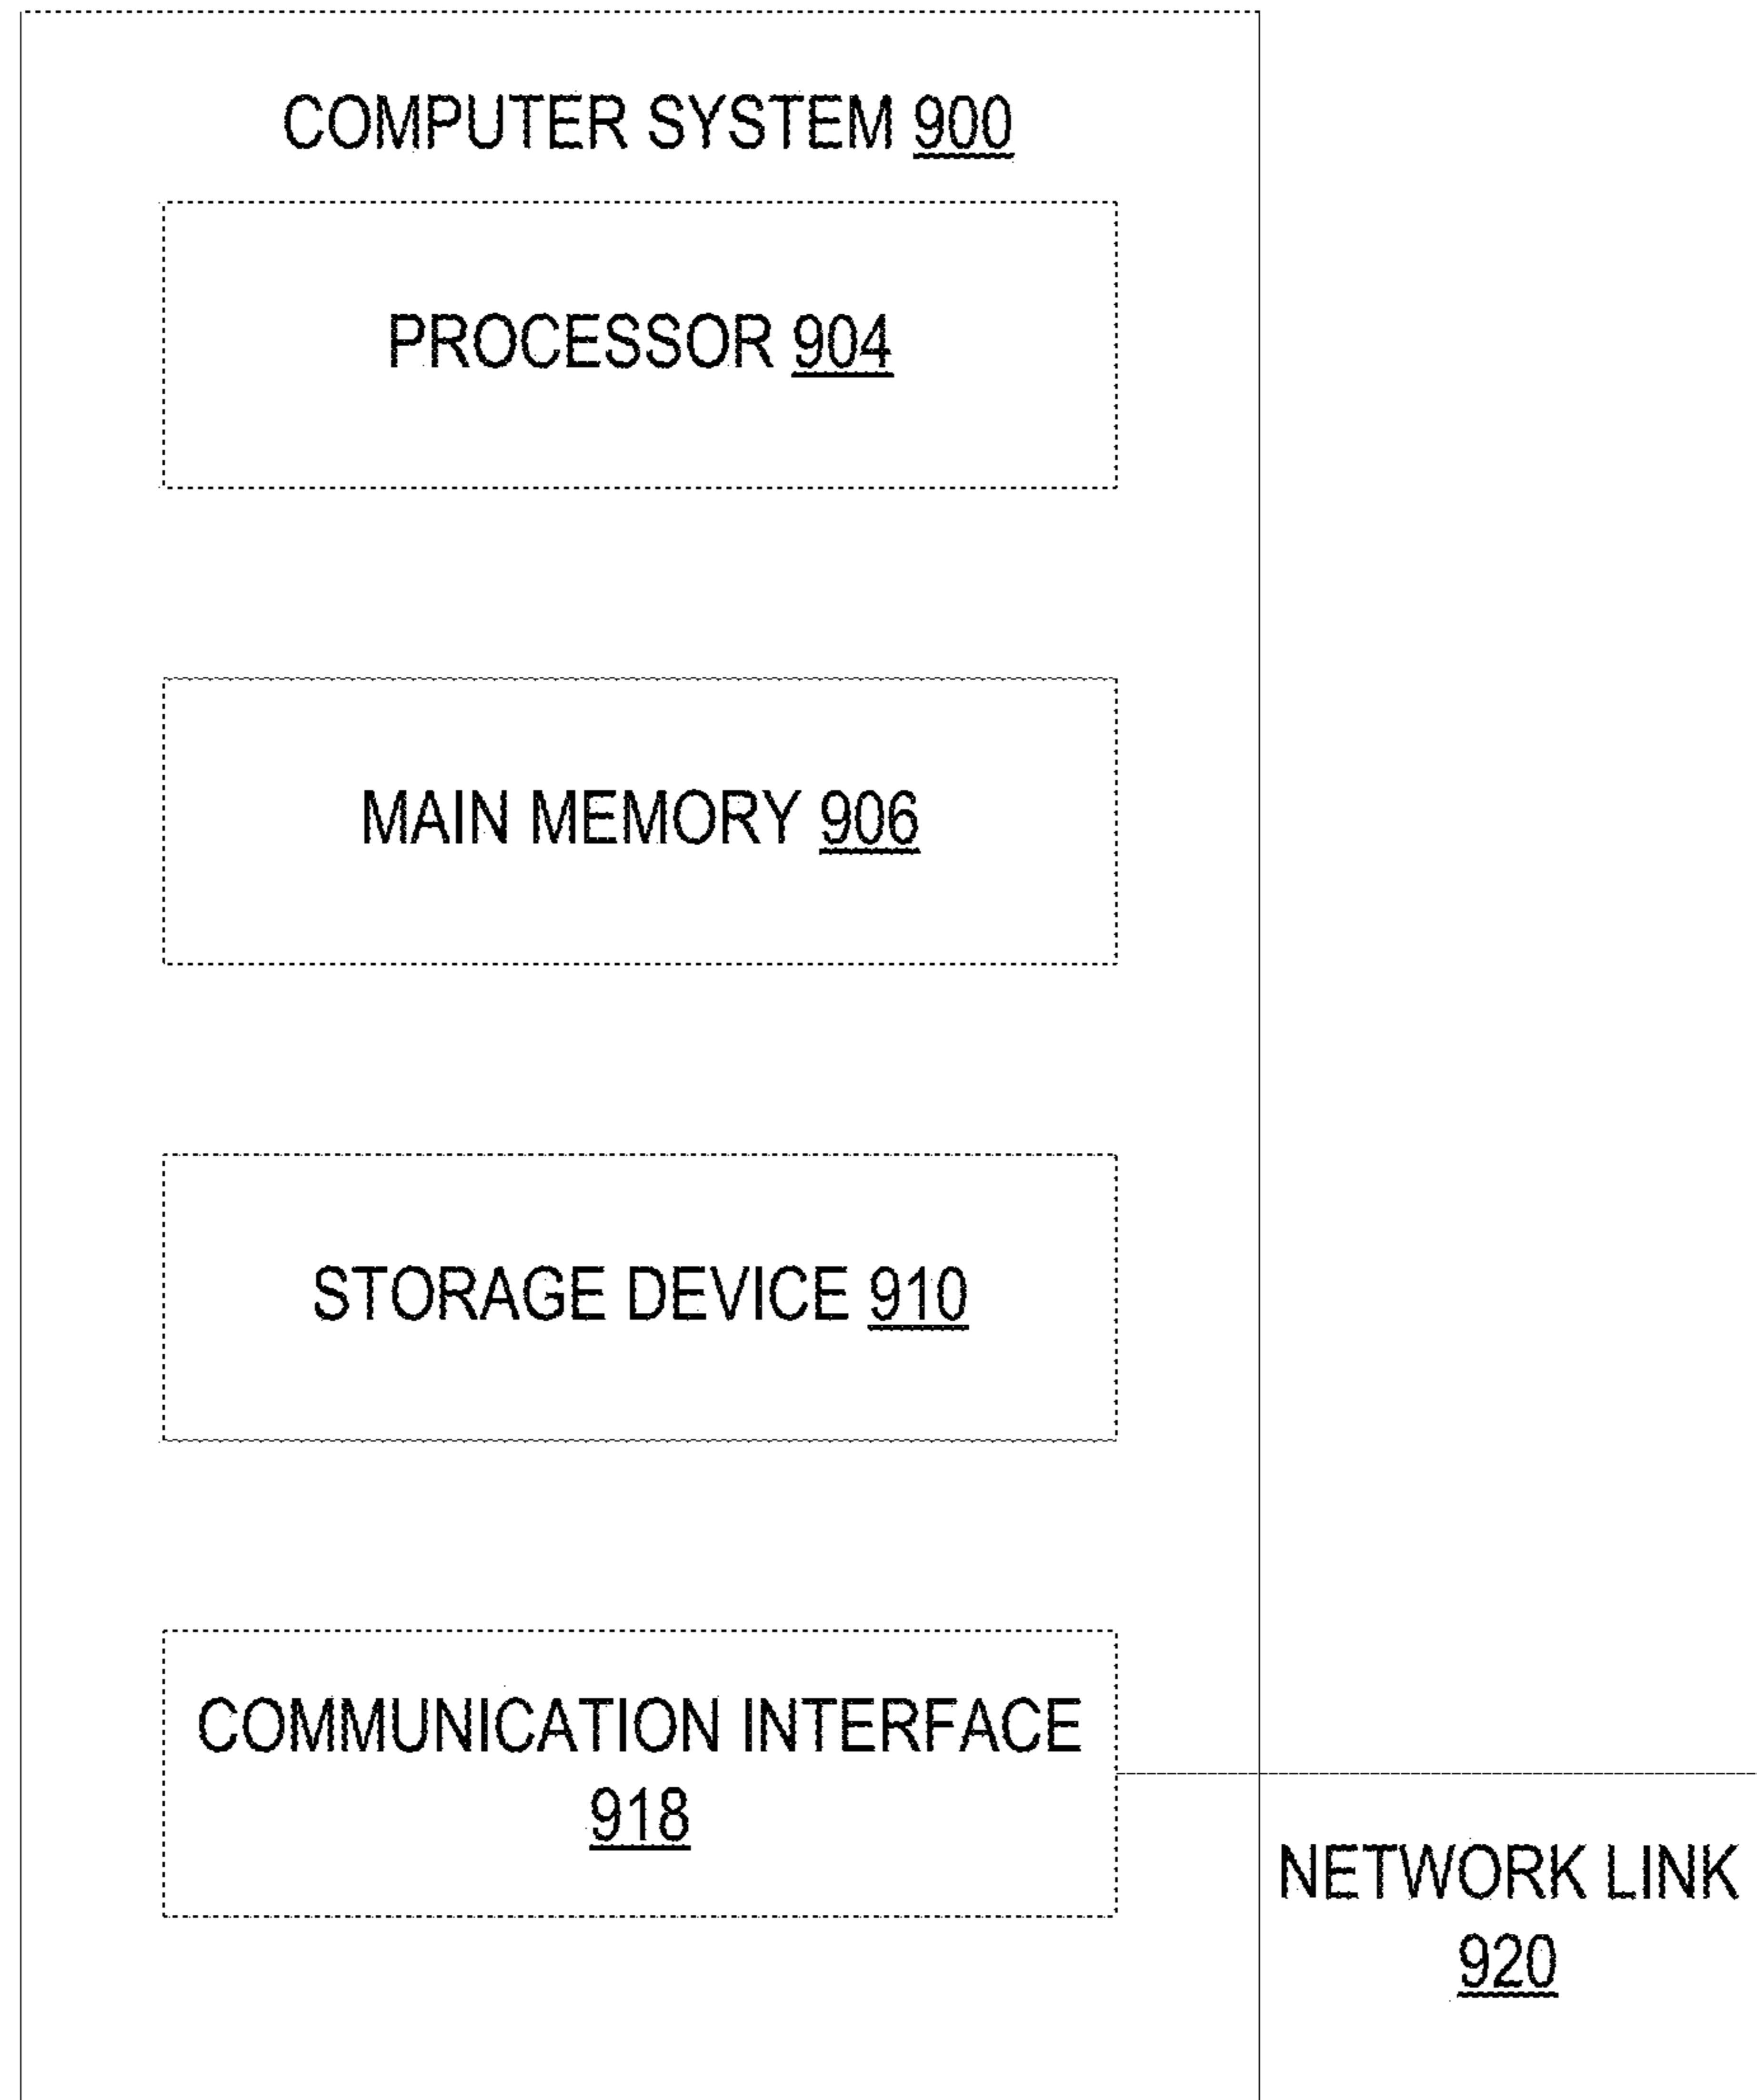 COMPUTER SYSTEM 900
PROCESSOR 904
MAIN MEMORY 906
STORAGE DEVICE 910
COMMUNICATION INTERFACE
918
NETWORK LINK
920